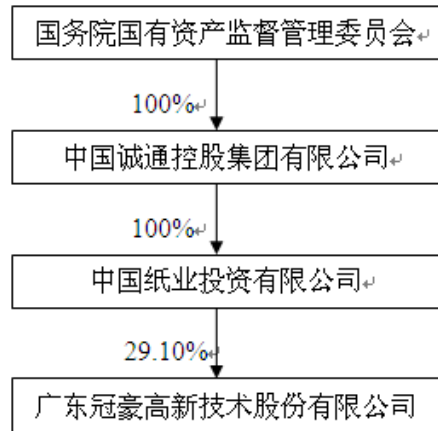 国务院国有资产监督管理委员会
100%
中国诚通控股集团有限公司
100%
中国纸业投资有限公司
29.10%
广东冠豪高新技术股份有限公司